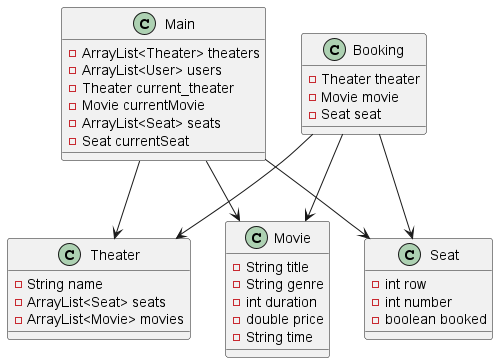 C Main
ArrayList<Theater> theaters
ArrayList<User> users
Theater current_theater
Movie currentMovie
ArrayList<Seat> seats
Seat currentSeat
C Booking
Theater theater
Movie movie
Seat seat
C Theater
String name
ArrayList<Seat> seats
ArrayList<Movie> movies
C Movie
String title
String genre
int duration
double price
String time
C Seat
int row
int number
boolean booked